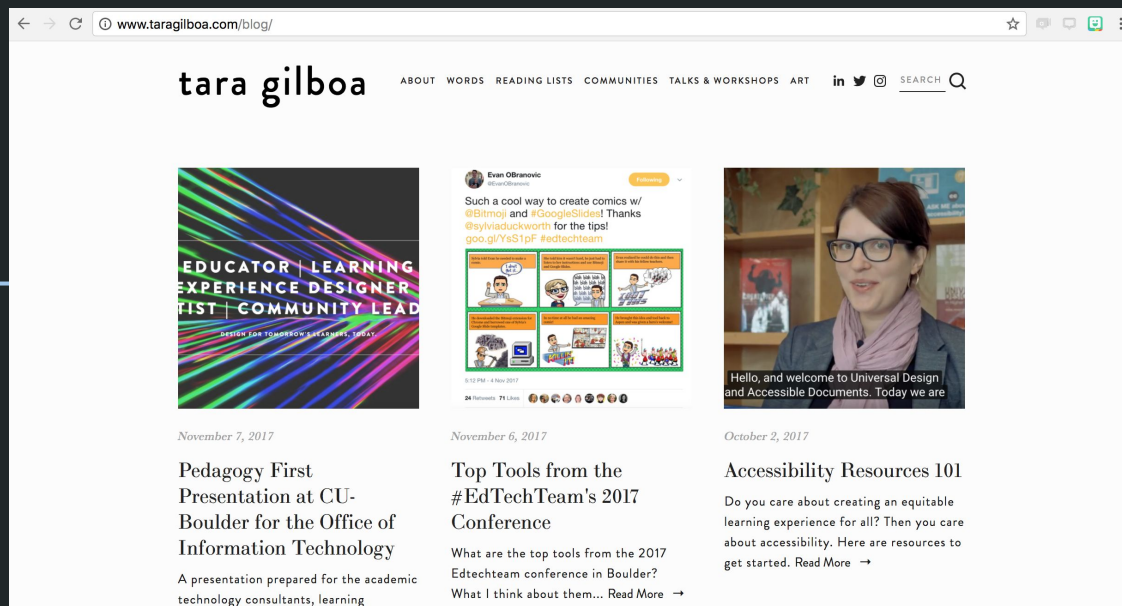 www.taragilboa.com/blog/
tara gilboa
ABOUT WORDS READING LISTS COMMUNITIES TALKS & WORKSHOPS ART
in
SEARCH
EDUCATOR | LEARNING
EXPERIENCE DESIGNER
TIST | COMMUNITY LEAD
DESIGN FOR TOMORROW'S LEARNERS, TODAY.
November 7, 2017
Pedagogy First
Presentation at CU-
Boulder for the Office of
Information Technology
A presentation prepared for the academic
technology consultants, learning
Evan OBranovic
@EvanOBranovic
Following
Such a cool way to create comics w/
@Bitmoji and #GoogleSlides! Thanks
@sylviaduckworth for the tips!
goo.gl/YsS1pF #edtechteam
5:12 PM - 4 Nov 2017
24 Retweets 71 Likes
November 6, 2017
Top Tools from the
#EdTechTeam's 2017
Conference
What are the top tools from the 2017
Edtechteam conference in Boulder?
What I think about them... Read More →
Hello, and welcome to Universal Design
and Accessible Documents. Today we are
October 2, 2017
Accessibility Resources 101
Do you care about creating an equitable
learning experience for all? Then you care
about accessibility. Here are resources to
get started. Read More →